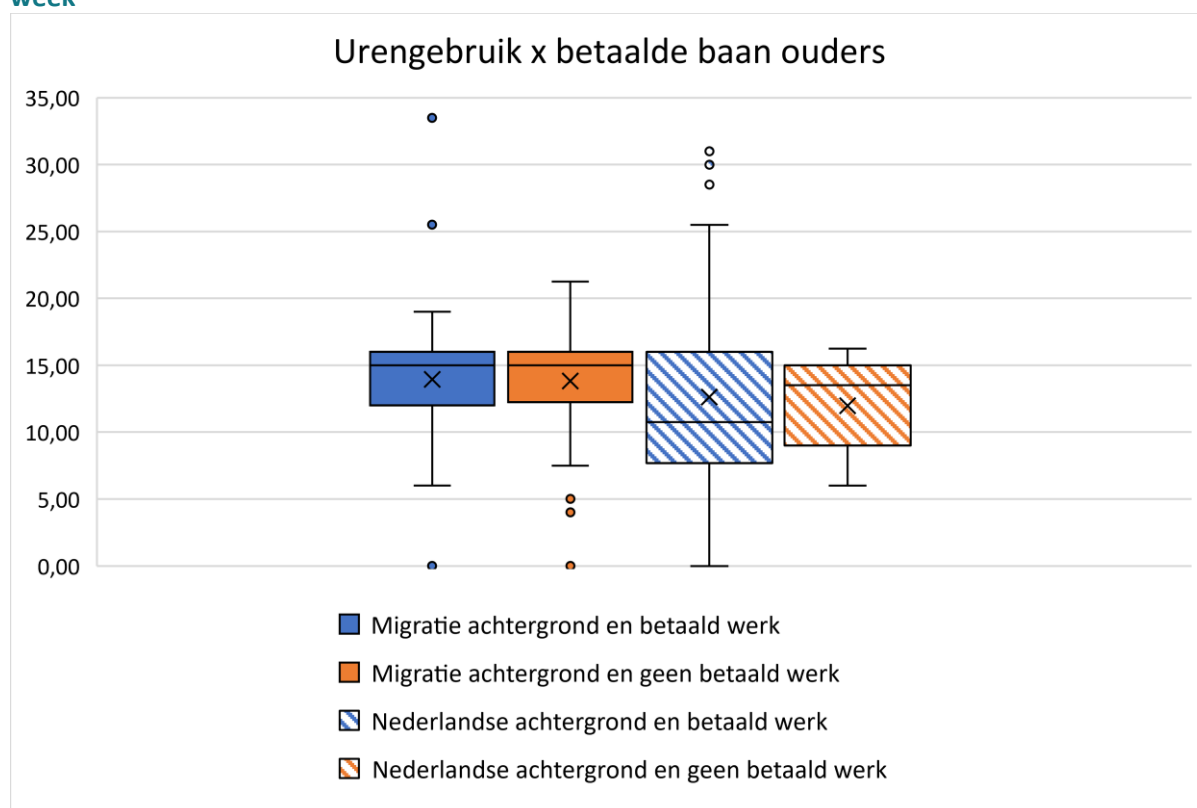 week
Urengebruik x betaalde baan ouders
35,00
30,00
25,00
20,00
15,00
10,00
5,00
0,00
Migratie achtergrond en betaald werk
Migratie achtergrond en geen betaald werk
Nederlandse achtergrond en betaald werk
Nederlandse achtergrond en geen betaald werk